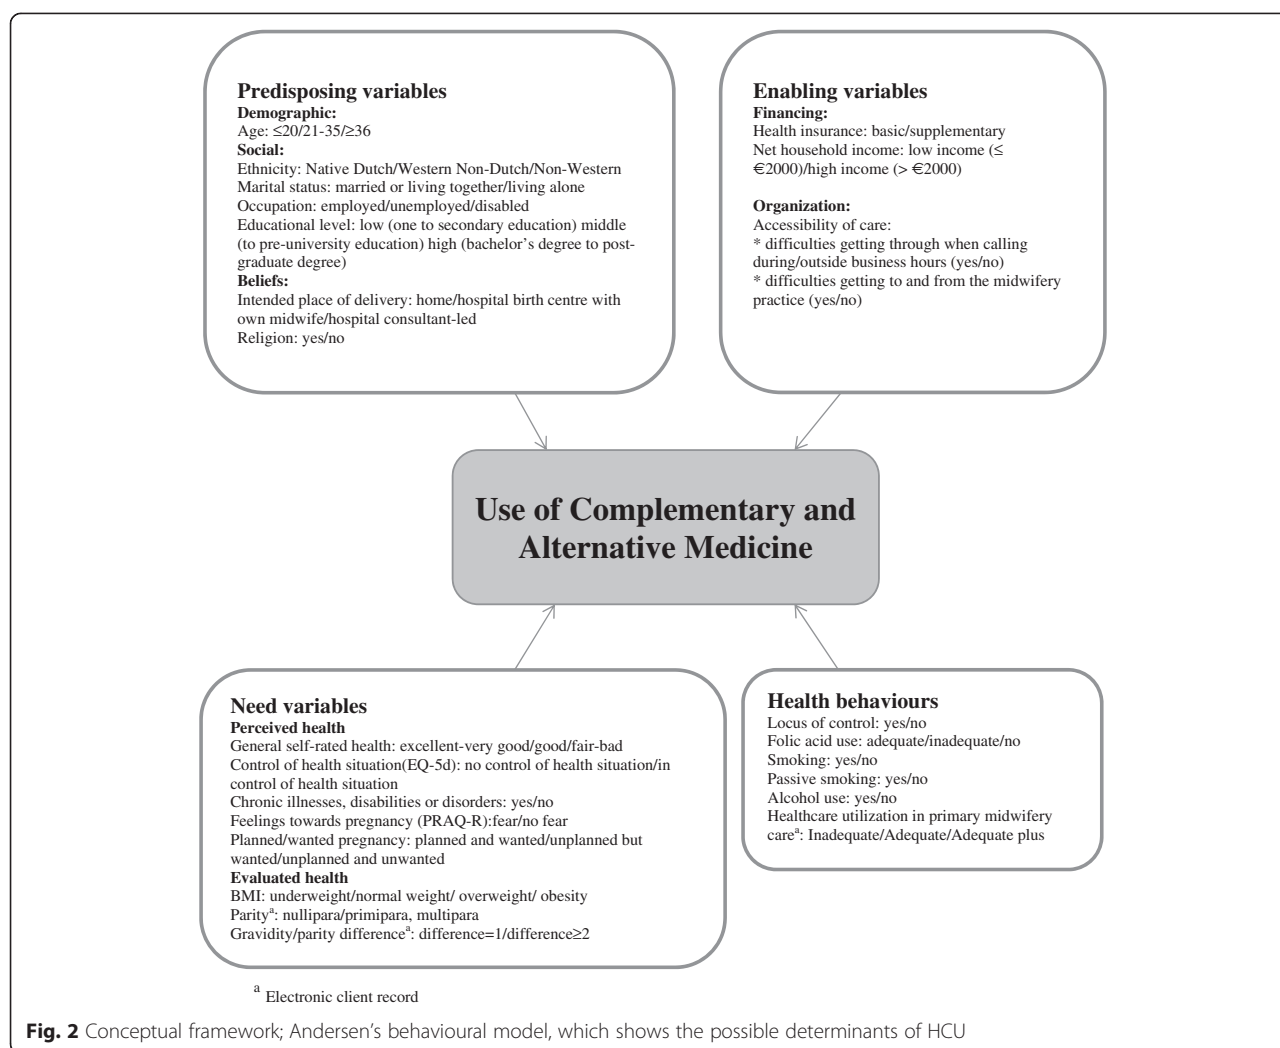 Predisposing variables
Demographic:
Age: ≤20/21-35/≥36
Social:
Ethnicity: Native Dutch/Western Non-Dutch/Non-Western
Marital status: married or living together/living alone
Occupation: employed/unemployed/disabled
Educational level: low (one to secondary education) middle
(to pre-university education) high (bachelor's degree to post-
graduate degree)
Beliefs:
Intended place of delivery: home/hospital birth centre with
own midwife/hospital consultant-led
Religion: yes/no
Enabling variables
Financing:
Health insurance: basic/supplementary
Net household income: low income (≤
€2000)/high income (> €2000)
Organization:
Accessibility of care:
* difficulties getting through when calling
during/outside business hours (yes/no)
* difficulties getting to and from the midwifery
practice (yes/no)
Use of Complementary and
Alternative Medicine
Need variables
Perceived health
General self-rated health: excellent-very good/good/fair-bad
Control of health situation(EQ-5d): no control of health situation/in
control of health situation
Chronic illnesses, disabilities or disorders: yes/no
Feelings towards pregnancy (PRAQ-R):fear/no fear
Planned/wanted pregnancy: planned and wanted/unplanned but
wanted/unplanned and unwanted
Evaluated health
BMI: underweight/normal weight/ overweight/ obesity
Parityᵃ: nullipara/primipara, multipara
Gravidity/parity differenceᵃ: difference=1/difference≥2
Health behaviours
Locus of control: yes/no
Folic acid use: adequate/inadequate/no
Smoking: yes/no
Passive smoking: yes/no
Alcohol use: yes/no
Healthcare utilization in primary midwifery
careᵃ: Inadequate/Adequate/Adequate plus
ᵃ Electronic client record
Fig. 2 Conceptual framework; Andersen's behavioural model, which shows the possible determinants of HCU